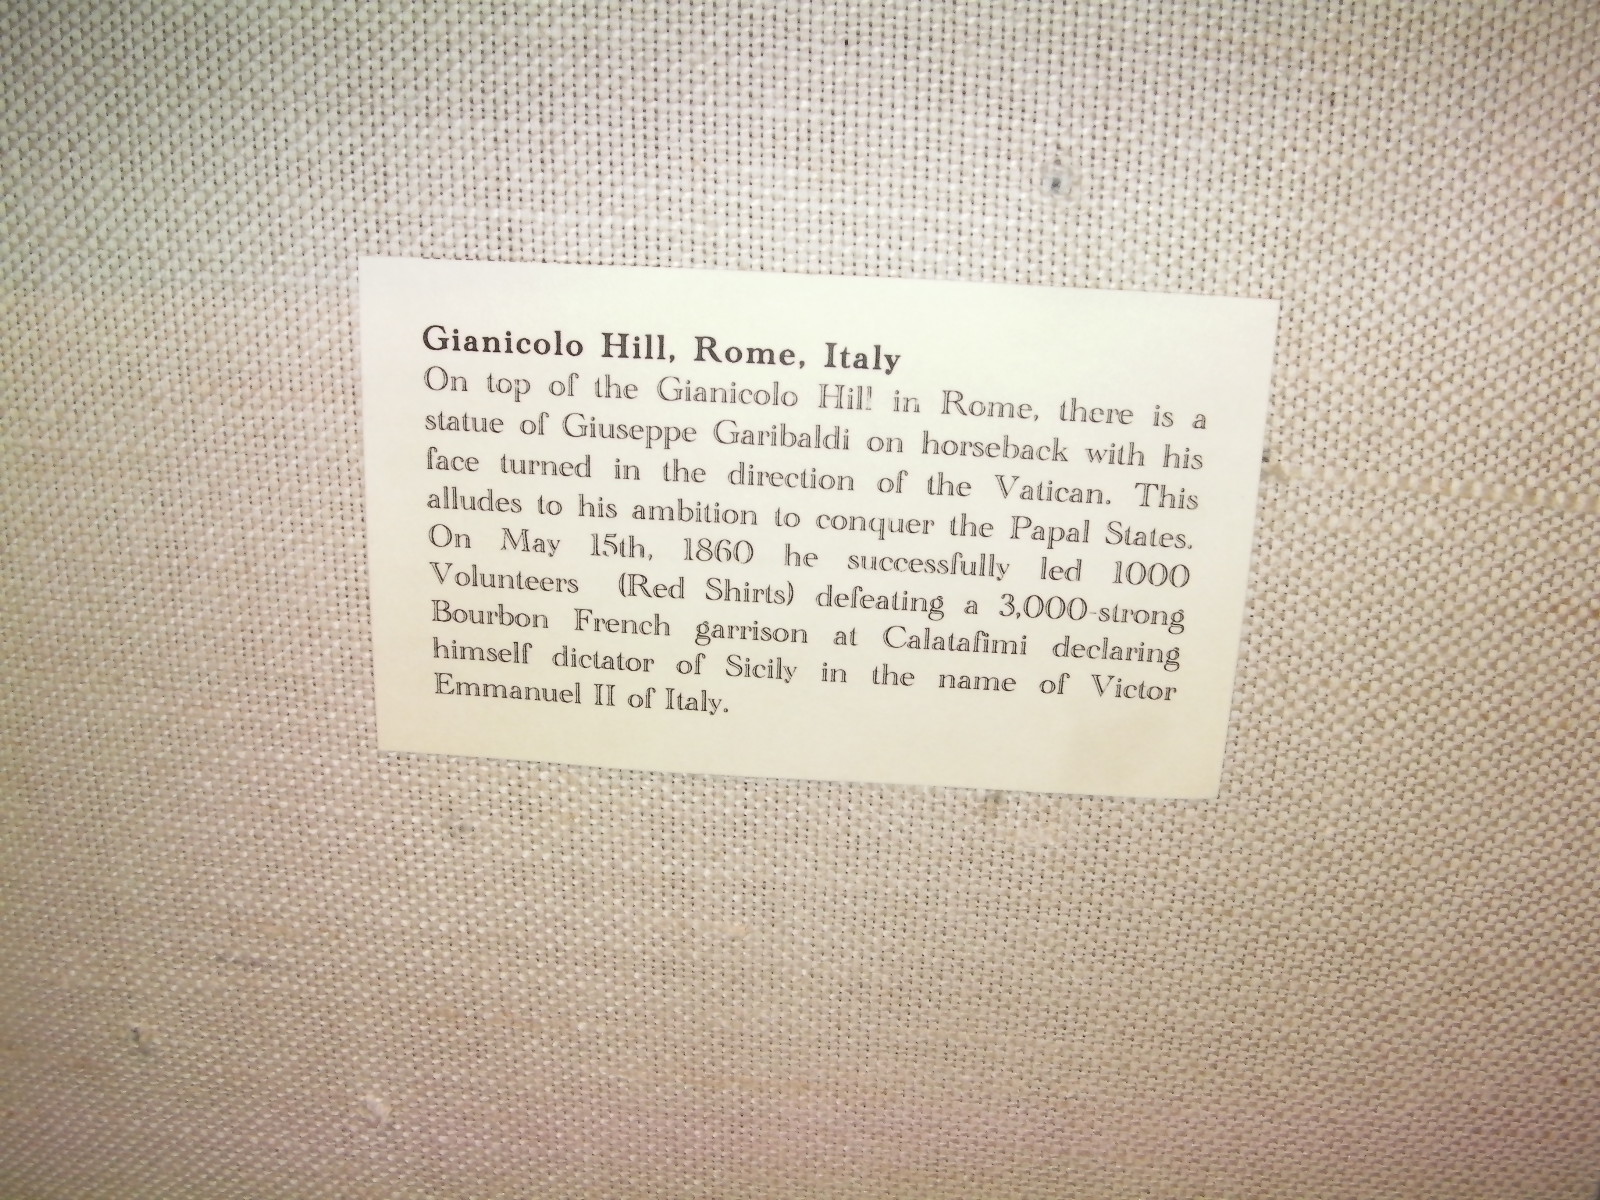 Gianicolo Hill, Rome, Italy
On top of the Gianicolo Hill in Rome, there is a
statue of Giuseppe Garibaldi on horseback with his
face turned in the direction of the Vatican. This
alludes to his ambition to conquer the Papal States.
On May 15th, 1860 he successfully led 1000
Volunteers (Red Shirts) defeating a 3,000-strong
Bourbon French garrison at Calatafimi declaring
himself dictator of Sicily in the name of Victor
Emmanuel II of Italy.